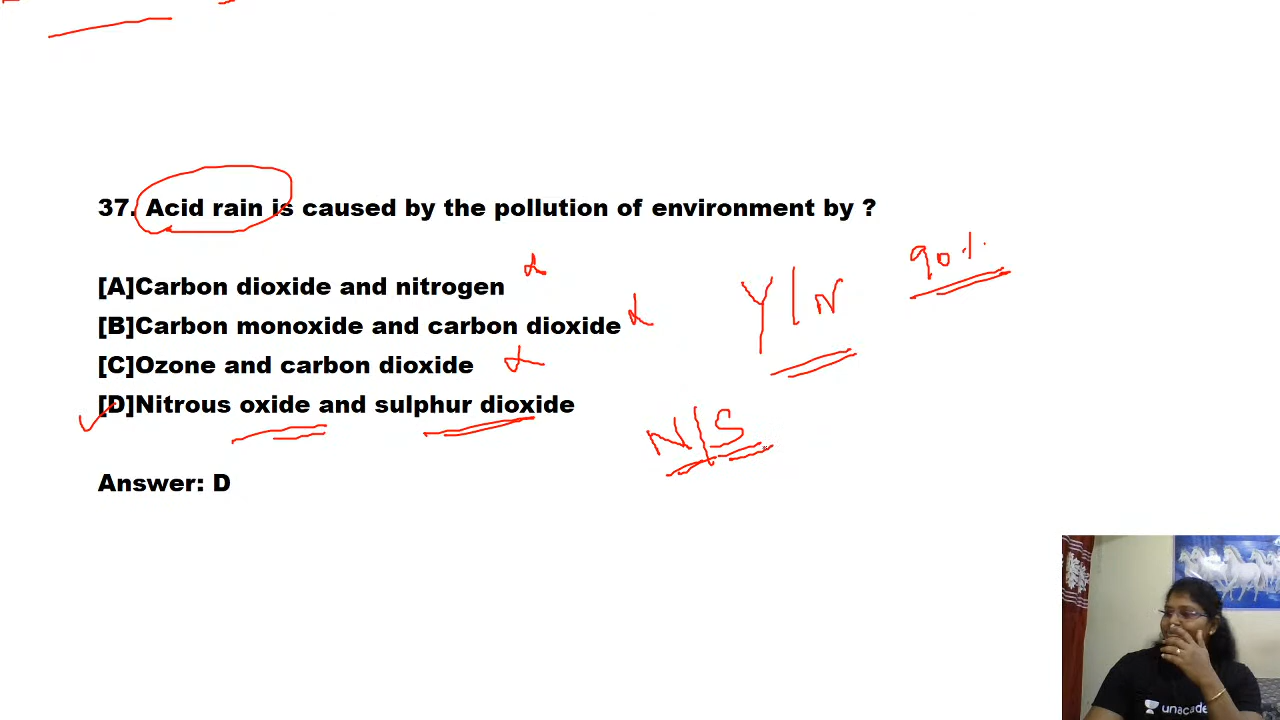 37. Acid rain is caused by the pollution of environment by ?
90%
[A]Carbon dioxide and nitrogen
Y/N
[B]Carbon monoxide and carbon dioxide
[C]Ozone and carbon dioxide
[D]Nitrous oxide and sulphur dioxide
N/S
Answer: D
unacade